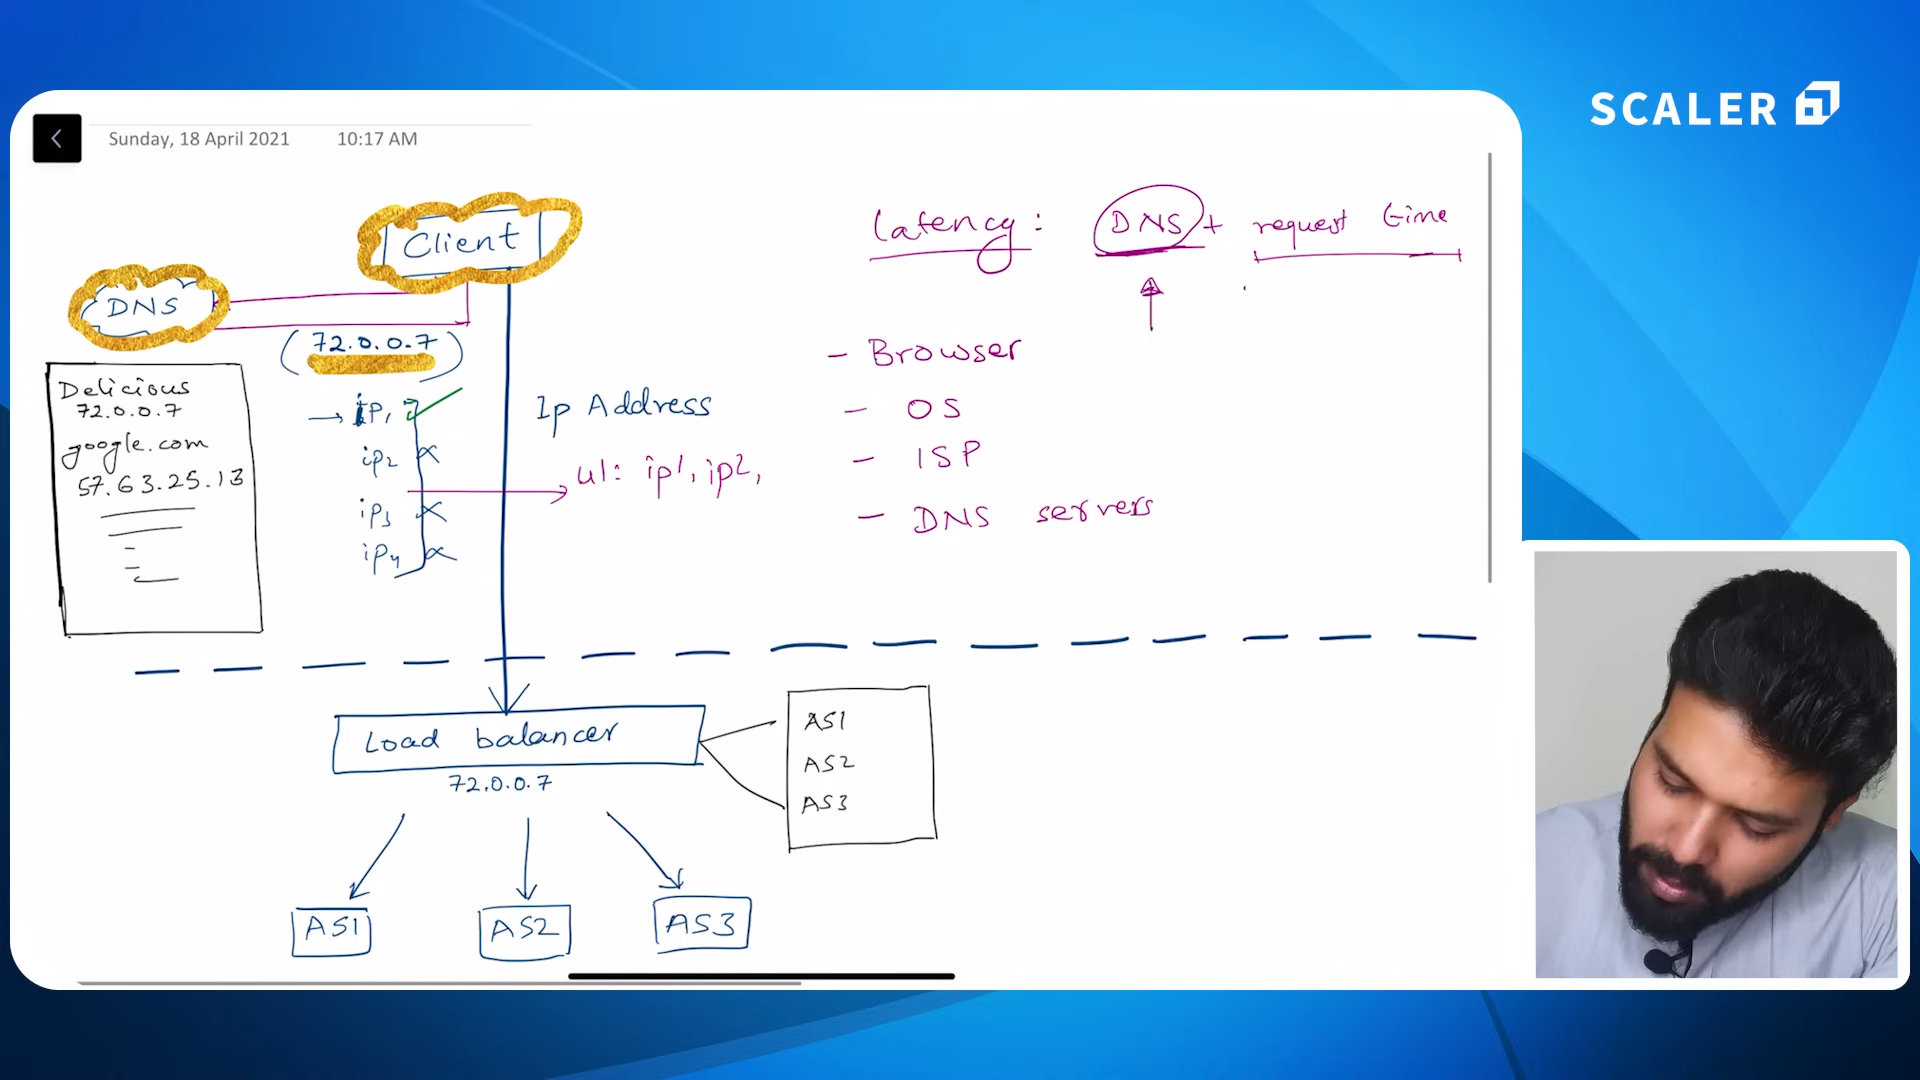 SCALER
Sunday, 18 April 2021 10:17 AM
Client
DNS
(72.0.0.7)
Delicious
72.0.0.7
google.com
57.63.25.13
ip1
ip2
ip3
ip4
Ip Address
u1: ip1, ip2,
Latency: DNS + request time
- Browser
- OS
- ISP
- DNS servers
Load balancer
72.0.0.7
AS1
AS2
AS3
AS1
AS2
AS3